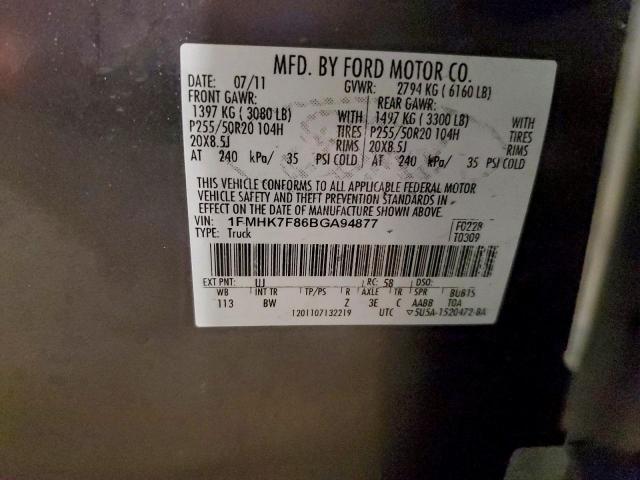 MFD. BY FORD MOTOR CO.
DATE: 07/11 GVWR: 2794 KG ( 6160 LB)
FRONT GAWR: REAR GAWR:
1397 KG ( 3080 LB) WITH 1497 KG ( 3300 LB) WITH
P255/50R20 104H TIRES P255/50R20 104H TIRES
20X8.5J RIMS 20X8.5J RIMS
AT 240 kPa/ 35 PSI COLD AT 240 kPa/ 35 PSI COLD
THIS VEHICLE CONFORMS TO ALL APPLICABLE FEDERAL MOTOR
VEHICLE SAFETY AND THEFT PREVENTION STANDARDS IN
EFFECT ON THE DATE OF MANUFACTURE SHOWN ABOVE.
VIN: 1FMHK7F86BGA94877 F0228
TYPE: Truck T0309
EXT PNT: UJ RC: 58 DSO:
WB INT TR TP/PS R AXLE TR SPR BUBTS
113 BW Z 3E C AABB TOA
1201107132219 UTC ▽5U5A-1520472-BA